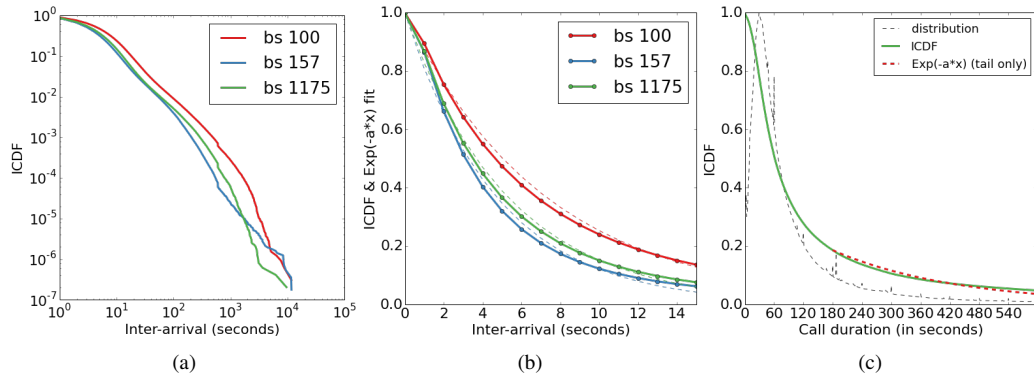 10^0
10^-1
10^-2
10^-3
10^-4
10^-5
10^-6
10^-7
ICDF
bs 100
bs 157
bs 1175
10^0 10^1 10^2 10^3 10^4 10^5
Inter-arrival (seconds)
(a)
1.0
0.8
0.6
0.4
0.2
0.0
ICDF & Exp(-a*x) fit
bs 100
bs 157
bs 1175
0 2 4 6 8 10 12 14
Inter-arrival (seconds)
(b)
1.0
0.8
0.6
0.4
0.2
0.0
ICDF
distribution
ICDF
Exp(-a*x) (tail only)
0 60 120 180 240 300 360 420 480 540
Call duration (in seconds)
(c)